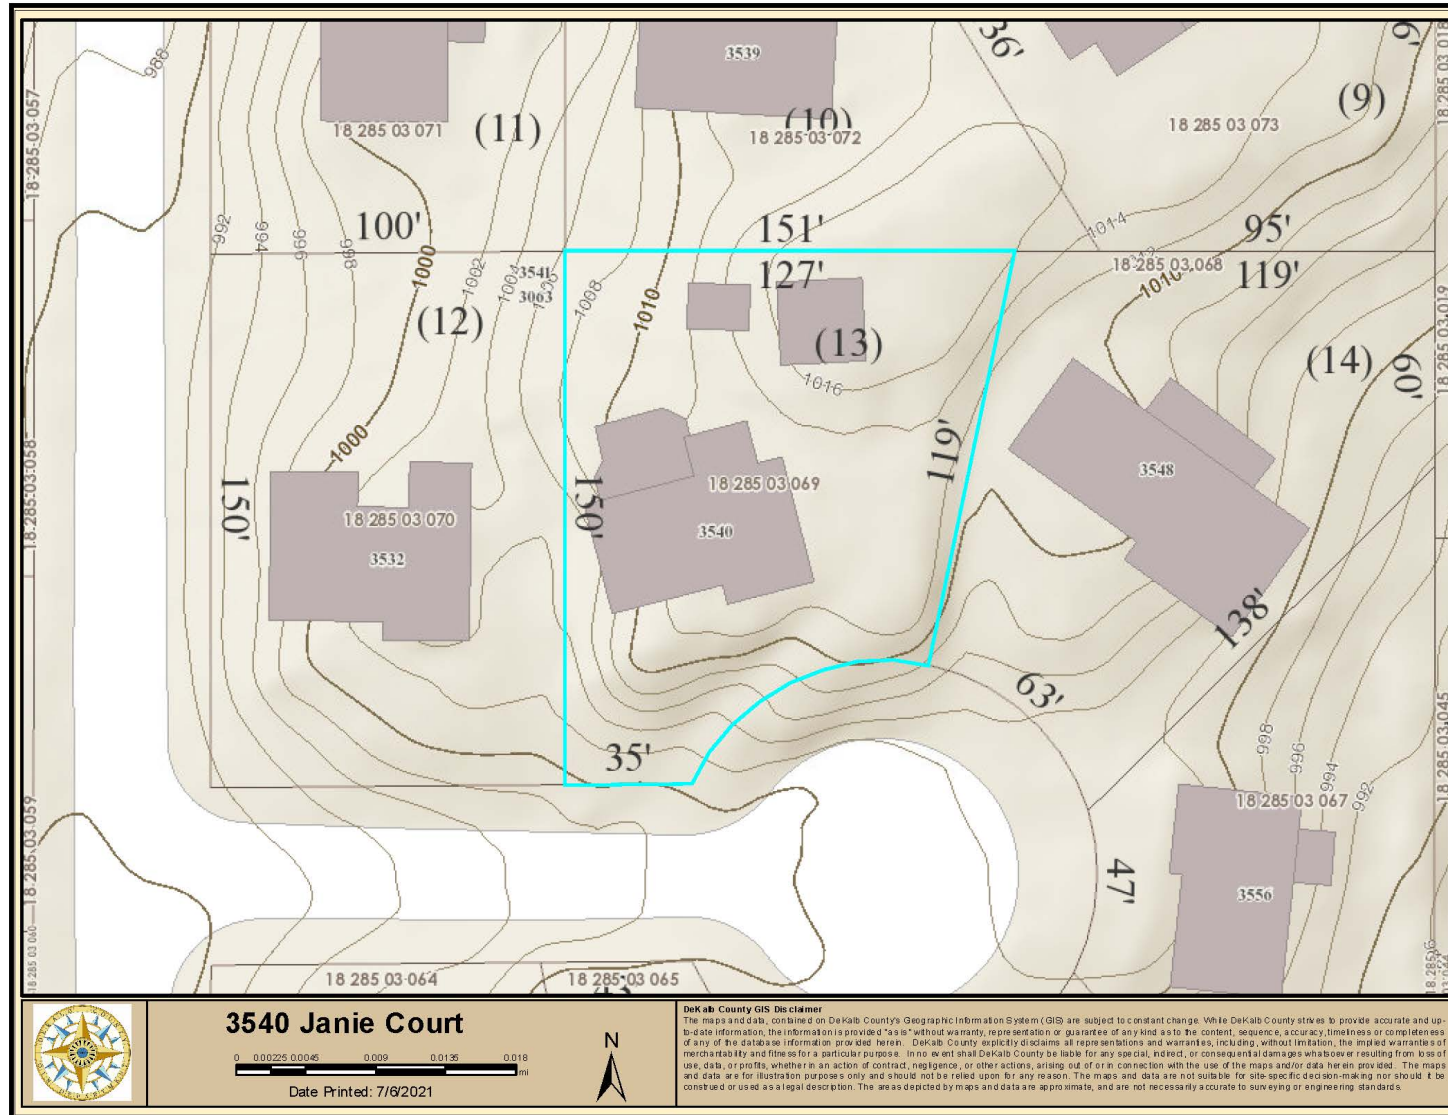 988
3539
36'
(9)
18 285 03 057
18 285 03 071
(11)
(10)
18 285 03 072
18 285 03 073
18 285 03 018
992
994
996
998
100'
1000
151'
127'
1014
95'
18 285 03 068
119'
1010
3541
3063
1002
1004
1006
1008
1010
(12)
(13)
1016
(14)
60'
18 285 03 019
1000
119'
3548
150'
150'
18 285 03 069
18 285 03 058
18 285 03 070
3532
3540
138'
63'
35'
998
996
994
992
18 285 03 045
18 285 03 067
18 285 03 059
47'
3556
18 285 03 060
18 285 03 064
18 285 03 065
3540 Janie Court
0 0.00225 0.0045 0.009 0.0135 0.018
mi
Date Printed: 7/6/2021
N
DeKalb County GIS Disclaimer
The maps and data, contained on DeKalb County's Geographic Information System (GIS) are subject to constant change. While DeKalb County strives to provide accurate and up-
to-date information, the information is provided "as is" without warranty, representation or guarantee of any kind as to the content, sequence, accuracy, timeliness or completeness
of any of the database information provided herein. DeKalb County explicitly disclaims all representations and warranties, including, without limitation, the implied warranties of
merchantability and fitness for a particular purpose. In no event shall DeKalb County be liable for any special, indirect, or consequential damages whatsoever resulting from loss of
use, data, or profits, whether in an action of contract, negligence, or other actions, arising out of or in connection with the use of the maps and/or data herein provided. The maps
and data are for illustration purposes only and should not be relied upon for any reason. The maps and data are not suitable for site-specific decision-making nor should it be
construed or used as a legal description. The areas depicted by maps and data are approximate, and are not necessarily accurate to surveying or engineering standards.